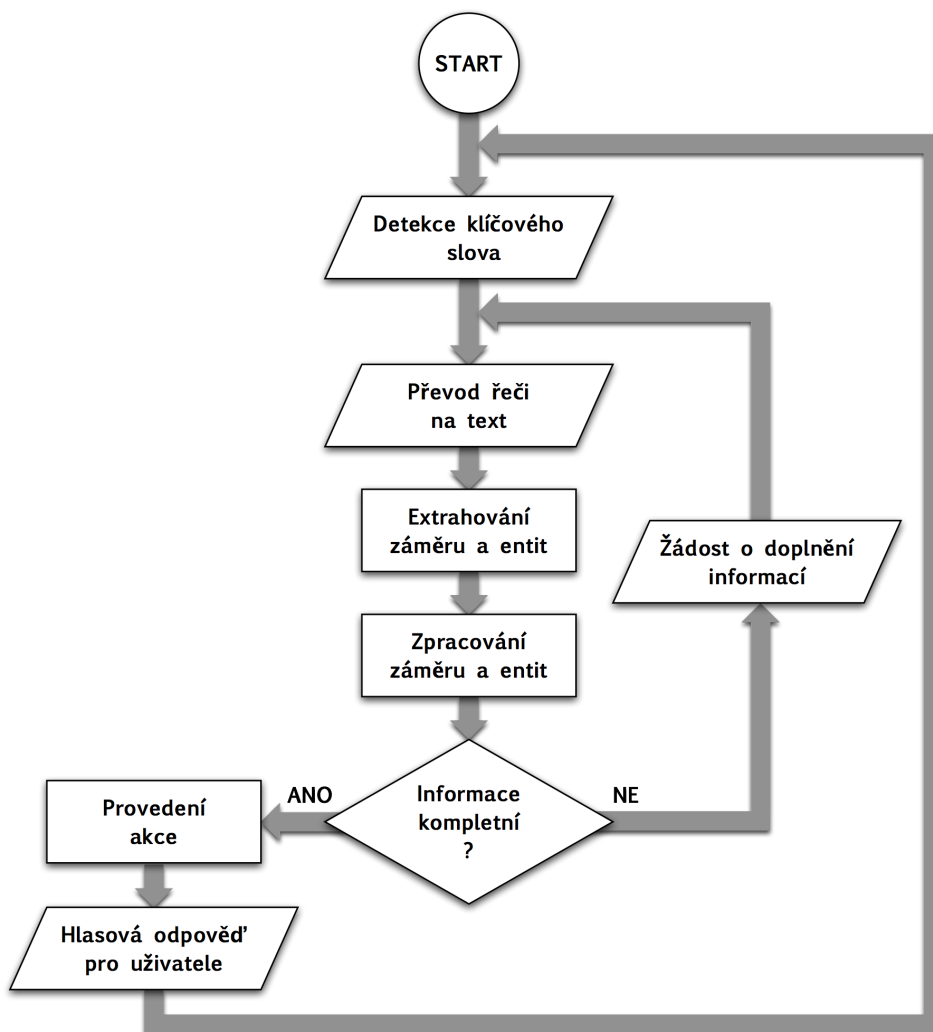 START
Detekce klíčového
slova
Převod řeči
na text
Extrahování
záměru a entit
Žádost o doplnění
informací
Zpracování
záměru a entit
Informace
kompletní
?
ANO
NE
Provedení
akce
Hlasová odpověď
pro uživatele